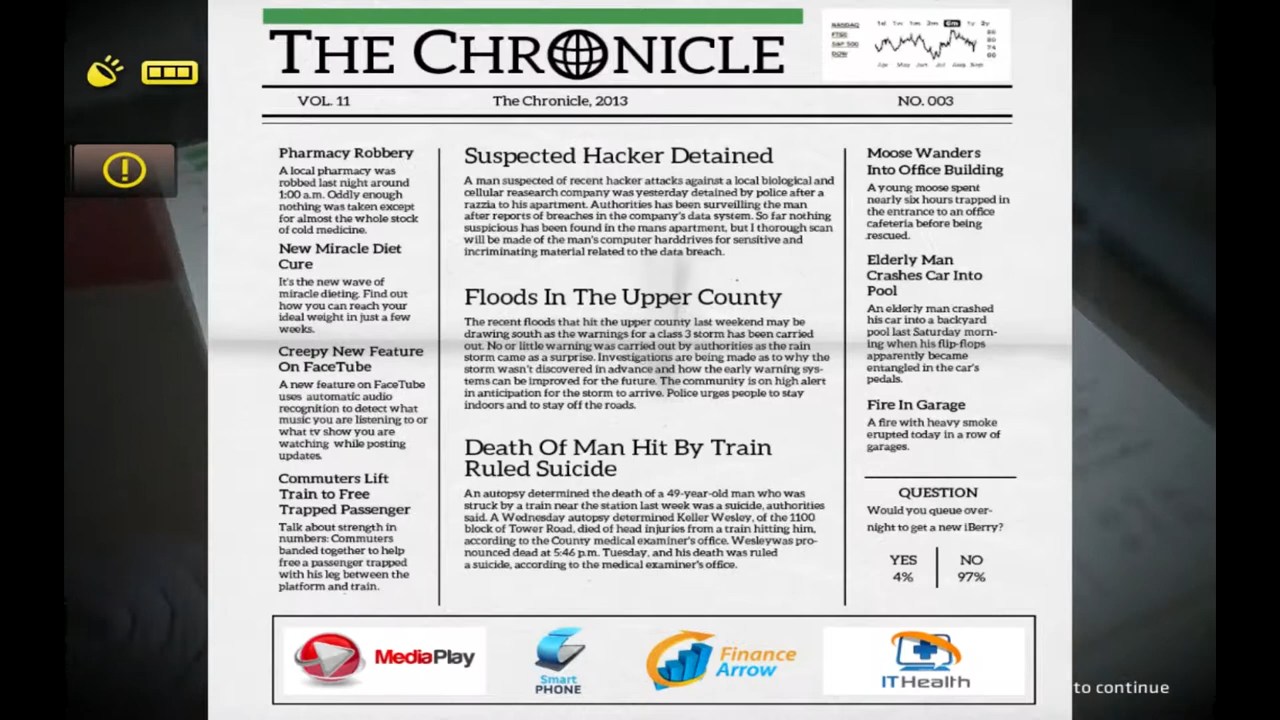 THE CHRONICLE
NASDAQ
FTSE
S&P 500
DOW
VOL. 11
The Chronicle, 2013
NO. 003
Pharmacy Robbery
A local pharmacy was
robbed last night around
1:00 a.m. Oddly enough
nothing was taken except
for almost the whole stock
of cold medicine.
New Miracle Diet
Cure
It's the new wave of
miracle dieting. Find out
how you can reach your
ideal weight in just a few
weeks.
Creepy New Feature
On FaceTube
A new feature on FaceTube
uses automatic audio
recognition to detect what
music you are listening to or
what tv show you are
watching while posting
updates.
Commuters Lift
Train to Free
Trapped Passenger
Talk about strength in
numbers: Commuters
banded together to help
free a passenger trapped
with his leg between the
platform and train.
Suspected Hacker Detained
A man suspected of recent hacker attacks against a local biological and
cellular reasearch company was yesterday detained by police after a
razzia to his apartment. Authorities has been surveilling the man
after reports of breaches in the company's data system. So far nothing
suspicious has been found in the mans apartment, but I thorough scan
will be made of the man's computer harddrives for sensitive and
incriminating material related to the data breach.
Floods In The Upper County
The recent floods that hit the upper county last weekend may be
drawing south as the warnings for a class 3 storm has been carried
out. No or little warning was carried out by authorities as the rain
storm came as a surprise. Investigations are being made as to why the
storm wasn't discovered in advance and how the early warning sys-
tems can be improved for the future. The community is on high alert
in anticipation for the storm to arrive. Police urges people to stay
indoors and to stay off the roads.
Death Of Man Hit By Train
Ruled Suicide
An autopsy determined the death of a 49-year-old man who was
struck by a train near the station last week was a suicide, authorities
said. A Wednesday autopsy determined Keller Wesley, of the 1100
block of Tower Road, died of head injuries from a train hitting him,
according to the County medical examiner's office. Wesleywas pro-
nounced dead at 5:46 p.m. Tuesday, and his death was ruled
a suicide, according to the medical examiner's office.
Moose Wanders
Into Office Building
A young moose spent
nearly six hours trapped in
the entrance to an office
cafeteria before being
rescued.
Elderly Man
Crashes Car Into
Pool
An elderly man crashed
his car into a backyard
pool last Saturday morn-
ing when his flip-flops
apparently became
entangled in the car's
pedals.
Fire In Garage
A fire with heavy smoke
erupted today in a row of
garages.
QUESTION
Would you queue over-
night to get a new iBerry?
YES NO
4% 97%
MediaPlay
Smart
PHONE
Finance
Arrow
IT Health
to continue